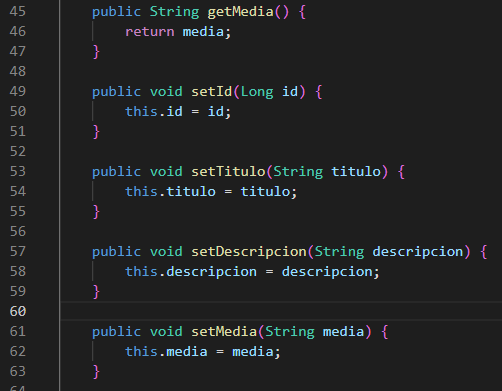 45 public String getMedia() {
46 return media;
47 }
48
49 public void setId(Long id) {
50 this.id = id;
51 }
52
53 public void setTitulo(String titulo) {
54 this.titulo = titulo;
55 }
56
57 public void setDescripcion(String descripcion) {
58 this.descripcion = descripcion;
59 }
60
61 public void setMedia(String media) {
62 this.media = media;
63 }
64